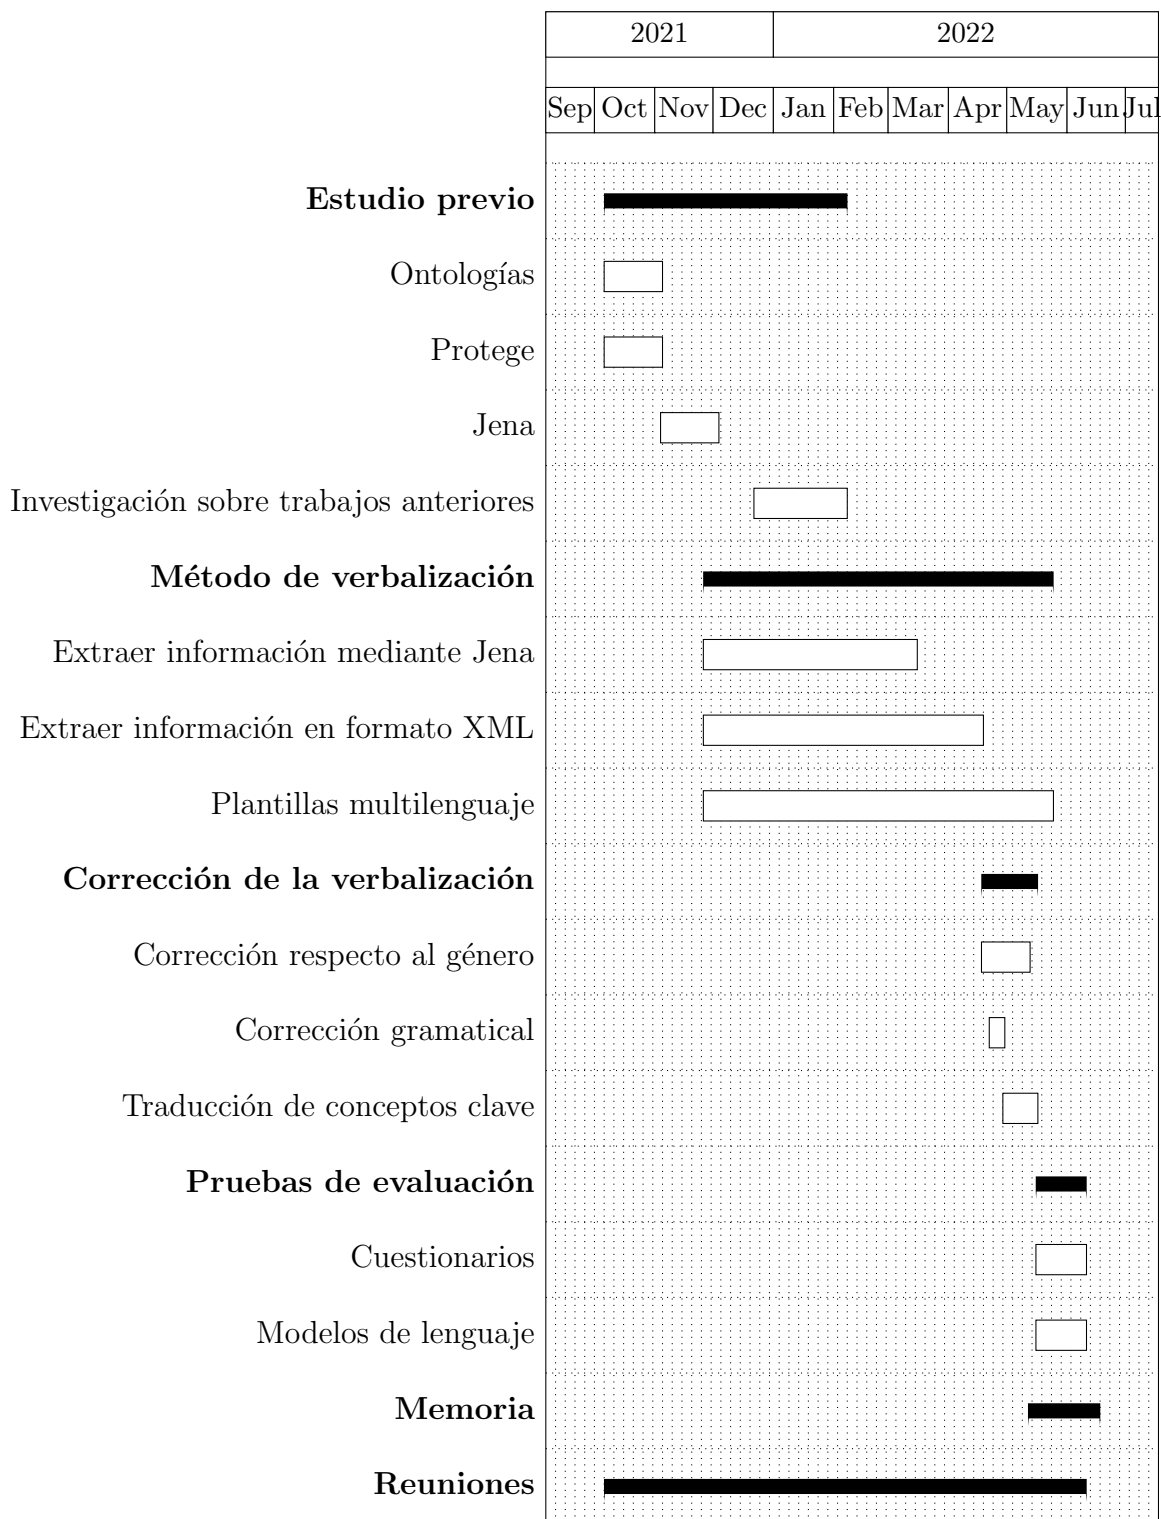 2021 2022
Sep Oct Nov Dec Jan Feb Mar Apr May Jun Jul
Estudio previo
Ontologías
Protege
Jena
Investigación sobre trabajos anteriores
Método de verbalización
Extraer información mediante Jena
Extraer información en formato XML
Plantillas multilenguaje
Corrección de la verbalización
Corrección respecto al género
Corrección gramatical
Traducción de conceptos clave
Pruebas de evaluación
Cuestionarios
Modelos de lenguaje
Memoria
Reuniones